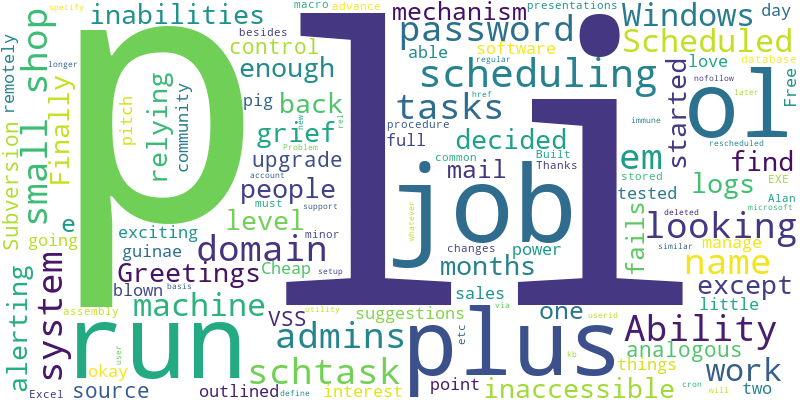 specify
macro
advance
presentations
inabilities
mechanism
Windows
day
besides
control
able
password
software
Scheduled
remotely
shop
small
Subversion
Finally
pitch
relying
community
enough
pig
back
grief
upgrade
people
level
scheduling
tasks
regular
href
nofollow
database
later
love
Free
started
ol
p
li
job
procedure
full
decided
mail
common
Built
Thanks
em
find
immune
rescheduled
stored
EXE
logs
tested
Alan
microsoft
deleted
similar
new
rel
Problem
account
must
support
whatever
e
going
exciting
guinae
domain
minor
changes
power
months
fails
looking
name
manage
except
little
Greetings
Cheap
setup
blown
basis
machine
sales
via
userid
alerting
system
assembly
utility
VSS
suggestions
one
things
Ability
analogous
run
admins
plus
etc
okay
user
schtask
interest
point
inaccessible
kb
cron
will
work
two
Excel
source
outlined
define
longer